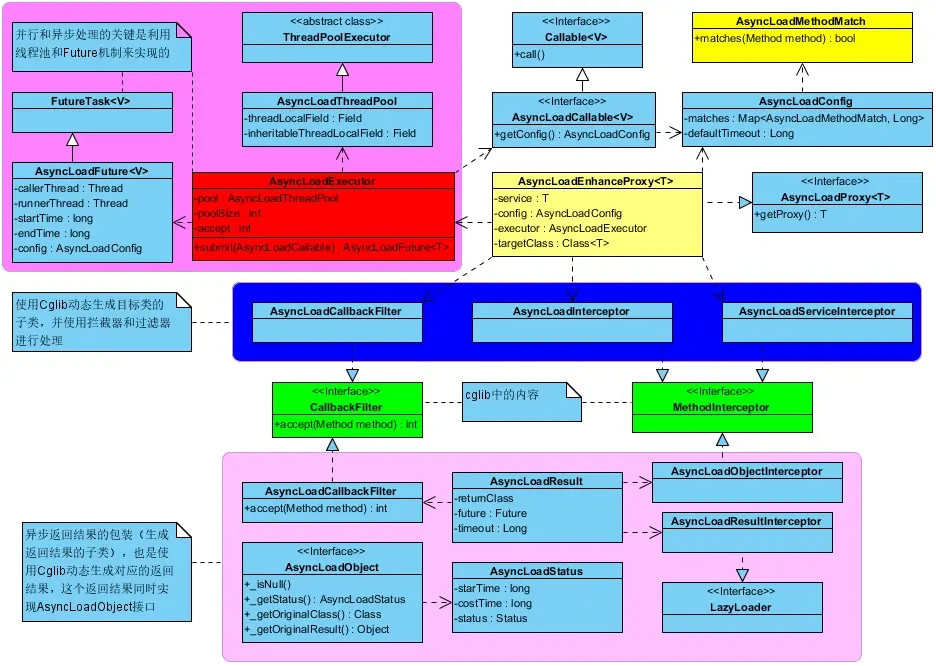 并行和异步处理的关键是利用
线程池和Future机制来实现的
<<abstract class>>
ThreadPoolExecutor
<<Interface>>
Callable<V>
+call()
AsyncLoadMethodMatch
+matches(Method method) : bool
FutureTask<V>
AsyncLoadThreadPool
-threadLocalField : Field
-inheritableThreadLocalField : Field
<<Interface>>
AsyncLoadCallable<V>
+getConfig() : AsyncLoadConfig
AsyncLoadConfig
-matches : Map<AsyncLoadMethodMatch, Long>
-defaultTimeout : Long
AsyncLoadFuture<V>
-callerThread : Thread
-runnerThread : Thread
-startTime : long
-endTime : long
-config : AsyncLoadConfig
AsyncLoadExecutor
-pool : AsyncLoadThreadPool
-poolSize : int
-accept : int
+submit(AsyncLoadCallable) : AsyncLoadFuture<T>
AsyncLoadEnhanceProxy<T>
-service : T
-config : AsyncLoadConfig
-executor : AsyncLoadExecutor
-targetClass : Class<T>
<<Interface>>
AsyncLoadProxy<T>
+getProxy() : T
使用Cglib动态生成目标类的
子类，并使用拦截器和过滤器
进行处理
AsyncLoadCallbackFilter
AsyncLoadInterceptor
AsyncLoadServiceInterceptor
<<Interface>>
CallbackFilter
+accept(Method method) : int
cglib中的内容
<<Interface>>
MethodInterceptor
AsyncLoadCallbackFilter
+accept(Method method) : int
AsyncLoadResult
-returnClass
-future : Future
-timeout : Long
AsyncLoadObjectInterceptor
AsyncLoadResultInterceptor
异步返回结果的包装（生成
返回结果的子类），也是使
用Cglib动态生成对应的返回
结果，这个返回结果同时实
现AsyncLoadObject接口
<<Interface>>
AsyncLoadObject
+_isNull()
+_getStatus() : AsyncLoadStatus
+_getOriginalClass() : Class
+_getOriginalResult() : Object
AsyncLoadStatus
-starTime : long
-costTime : long
-status : Status
<<Interface>>
LazyLoader